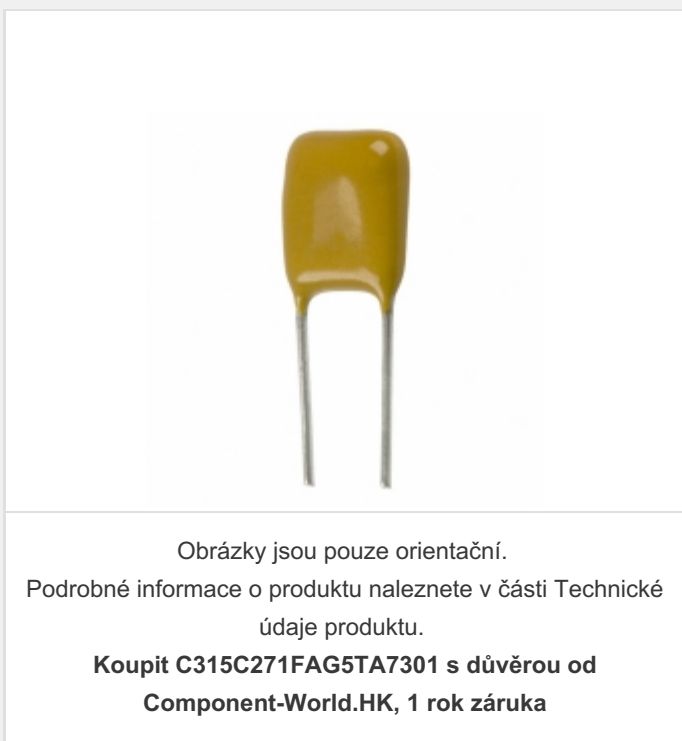 Obrázky jsou pouze orientační.
Podrobné informace o produktu naleznete v části Technické
údaje produktu.
Koupit C315C271FAG5TA7301 s důvěrou od
Component-World.HK, 1 rok záruka